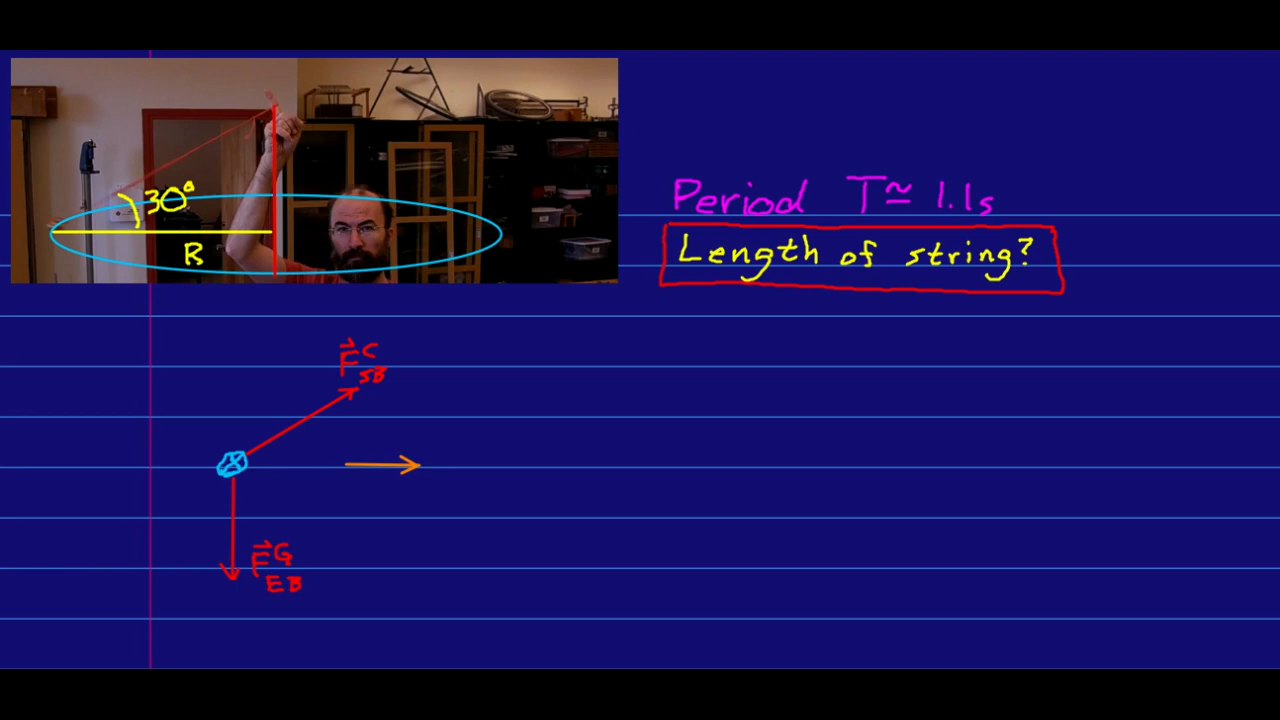 30°
R
Period T≃ 1.1s
Length of string?
F⃗ C SB
F⃗ G EB